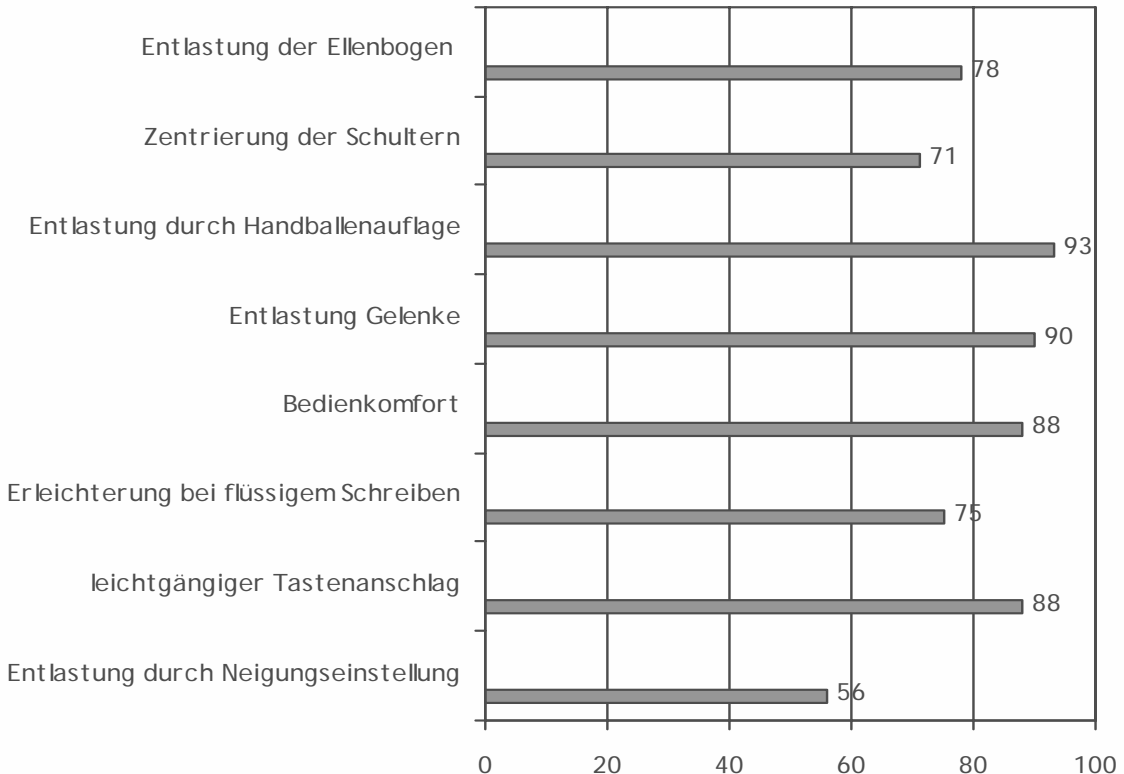 Entlastung der Ellenbogen
78
Zentrierung der Schultern
71
Entlastung durch Handballenauflage
93
Entlastung Gelenke
90
Bedienkomfort
88
Erleichterung bei flüssigem Schreiben
75
leichtgängiger Tastenanschlag
88
Entlastung durch Neigungseinstellung
56
0 20 40 60 80 100